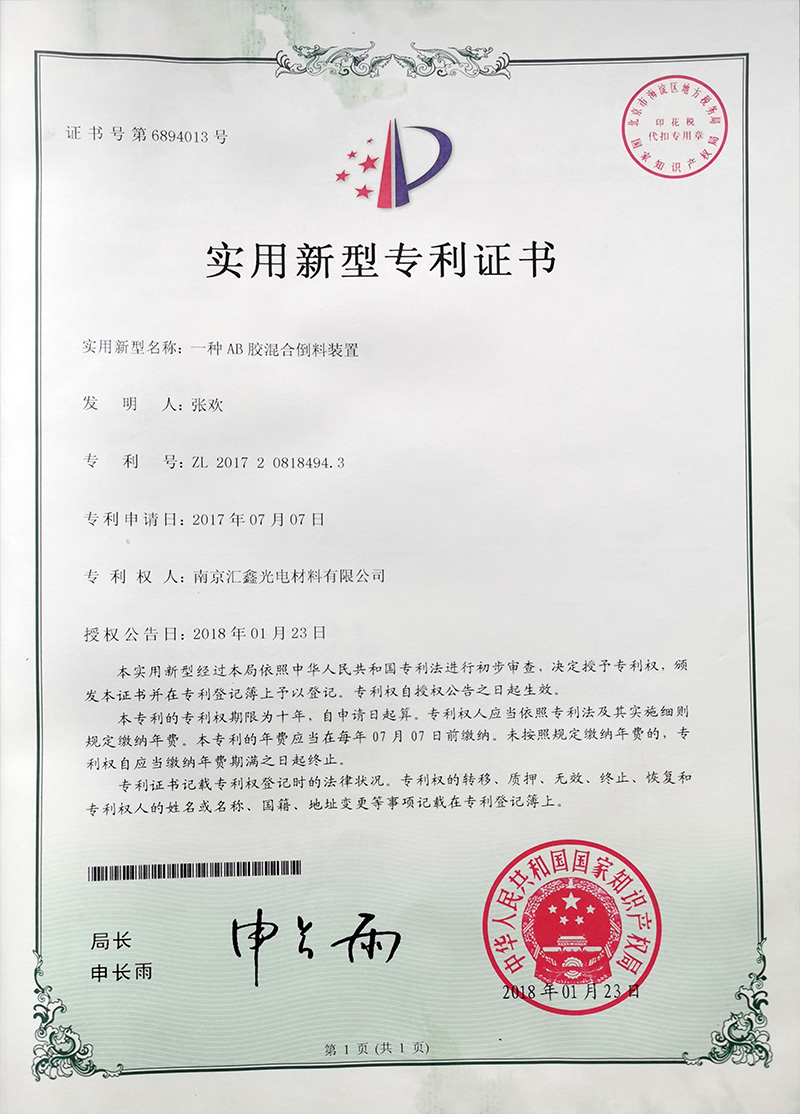 证书号第6894013号
北京市海淀区地方税务局
印花税
代扣专用章
国家知识产权局
实用新型专利证书
实用新型名称：一种AB胶混合倒料装置
发明人：张欢
专利号：ZL 2017 2 0818494.3
专利申请日：2017年07月07日
专利权人：南京汇鑫光电材料有限公司
授权公告日：2018年01月23日
本实用新型经过本局依照中华人民共和国专利法进行初步审查，决定授予专利权，颁
发本证书并在专利登记簿上予以登记。专利权自授权公告之日起生效。
本专利的专利权期限为十年，自申请日起算。专利权人应当依照专利法及其实施细则
规定缴纳年费。本专利的年费应当在每年07月07日前缴纳。未按照规定缴纳年费的，专
利权自应当缴纳年费期满之日起终止。
专利证书记载专利权登记时的法律状况。专利权的转移、质押、无效、终止、恢复和
专利权人的姓名或名称、国籍、地址变更等事项记载在专利登记簿上。
局长
申长雨
申长雨
中华人民共和国国家知识产权局
2018年01月23日
第1页(共1页)